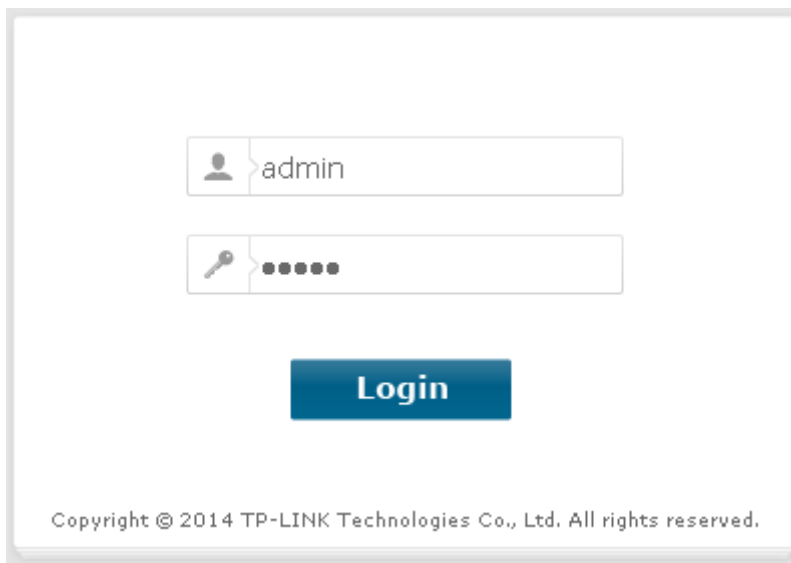 admin
●●●●●
Login
Copyright © 2014 TP-LINK Technologies Co., Ltd. All rights reserved.